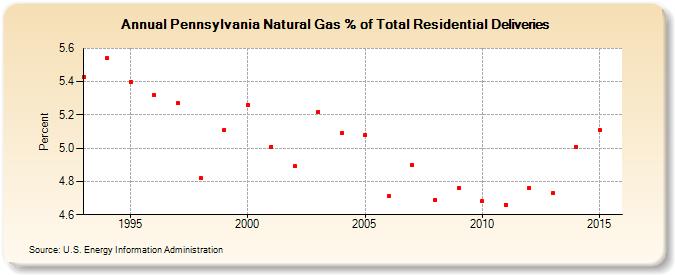 Annual Pennsylvania Natural Gas % of Total Residential Deliveries
Percent
5.6
5.4
5.2
5.0
4.8
4.6
1995 2000 2005 2010 2015
Source: U.S. Energy Information Administration